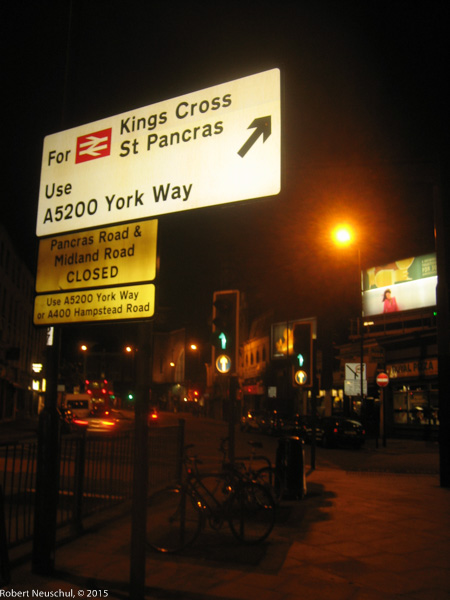 Kings Cross
For St Pancras
Use
A5200 York Way
Pancras Road &
Midland Road
CLOSED
Use A5200 York Way
or A400 Hampstead Road
Robert Neuschul, © 2015